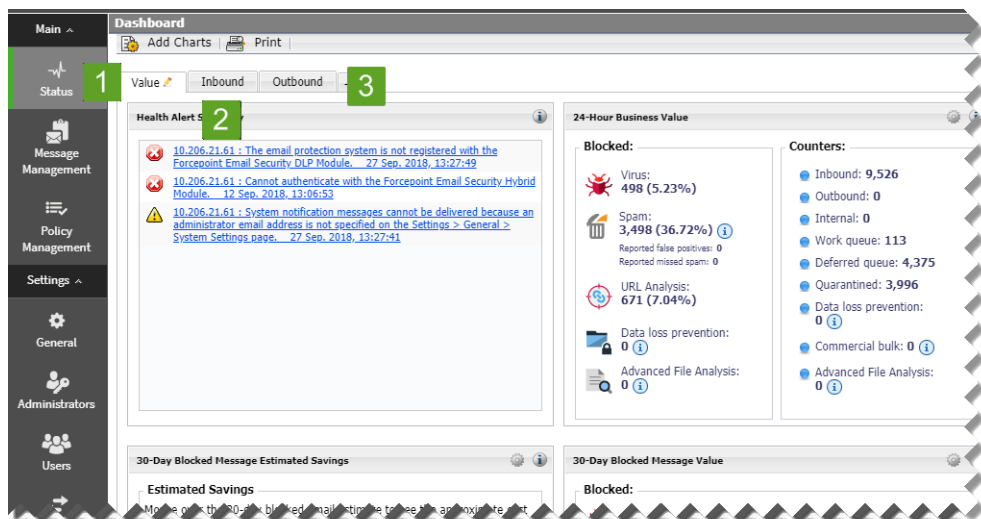 Main
Status
Message
Management
Policy
Management
Settings
General
Administrators
Users
Dashboard
Add Charts | Print |
1
Value Inbound Outbound
3
Health Alert S
2
10.206.21.61 : The email protection system is not registered with the
Forcepoint Email Security DLP Module. 27 Sep. 2018, 13:27:49
10.206.21.61 : Cannot authenticate with the Forcepoint Email Security Hybrid
Module. 12 Sep. 2018, 13:06:53
10.206.21.61 : System notification messages cannot be delivered because an
administrator email address is not specified on the Settings > General >
System Settings page. 27 Sep. 2018, 13:27:41
24-Hour Business Value
Blocked:
Virus:
498 (5.23%)
Spam:
3,498 (36.72%)
Reported false positives: 0
Reported missed spam: 0
URL Analysis:
671 (7.04%)
Data loss prevention:
0
Advanced File Analysis:
0
Counters:
Inbound: 9,526
Outbound: 0
Internal: 0
Work queue: 113
Deferred queue: 4,375
Quarantined: 3,996
Data loss prevention:
0
Commercial bulk: 0
Advanced File Analysis:
0
30-Day Blocked Message Estimated Savings
Estimated Savings
30-Day Blocked Message Value
Blocked: